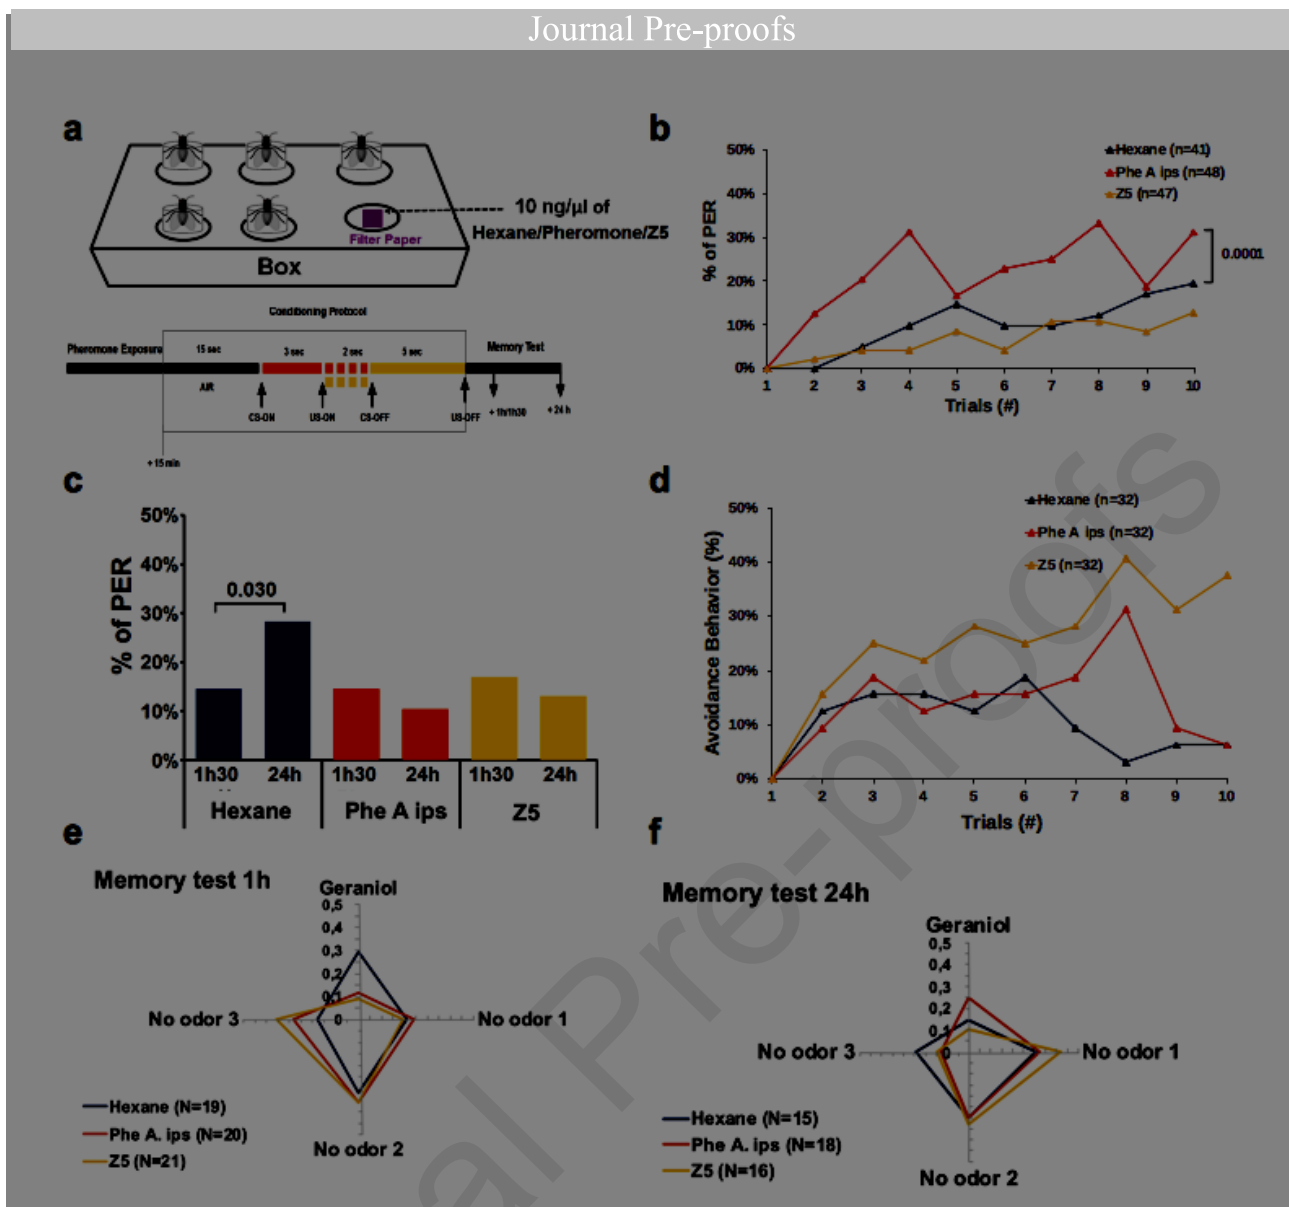 Journal Pre-proofs
a
10 ng/µl of
Hexane/Pheromone/Z5
Filter Paper
Box
Conditioning Protocol
Pheromone Exposure
15 sec
3 sec
2 sec
5 sec
Memory Test
AIR
CS-ON
US-ON
CS-OFF
US-OFF
+ 1h/1h30
+ 24 h
+ 15 min
b
% of PER
50%
40%
30%
20%
10%
0%
Hexane (n=41)
Phe A ips (n=48)
Z5 (n=47)
0.0001
1 2 3 4 5 6 7 8 9 10
Trials (#)
c
% of PER
50%
40%
30%
20%
10%
0%
0.030
1h30 24h 1h30 24h 1h30 24h
Hexane Phe A ips Z5
d
Avoidance Behavior (%)
50%
40%
30%
20%
10%
0%
Hexane (n=32)
Phe A ips (n=32)
Z5 (n=32)
1 2 3 4 5 6 7 8 9 10
Trials (#)
e
Memory test 1h
Geraniol
0,5
0,4
0,3
0,2
0,1
0
No odor 3
No odor 1
No odor 2
Hexane (N=19)
Phe A. ips (N=20)
Z5 (N=21)
f
Memory test 24h
Geraniol
0,5
0,4
0,3
0,2
0,1
0
No odor 3
No odor 1
No odor 2
Hexane (N=15)
Phe A. ips (N=18)
Z5 (N=16)
al Pre-proofs